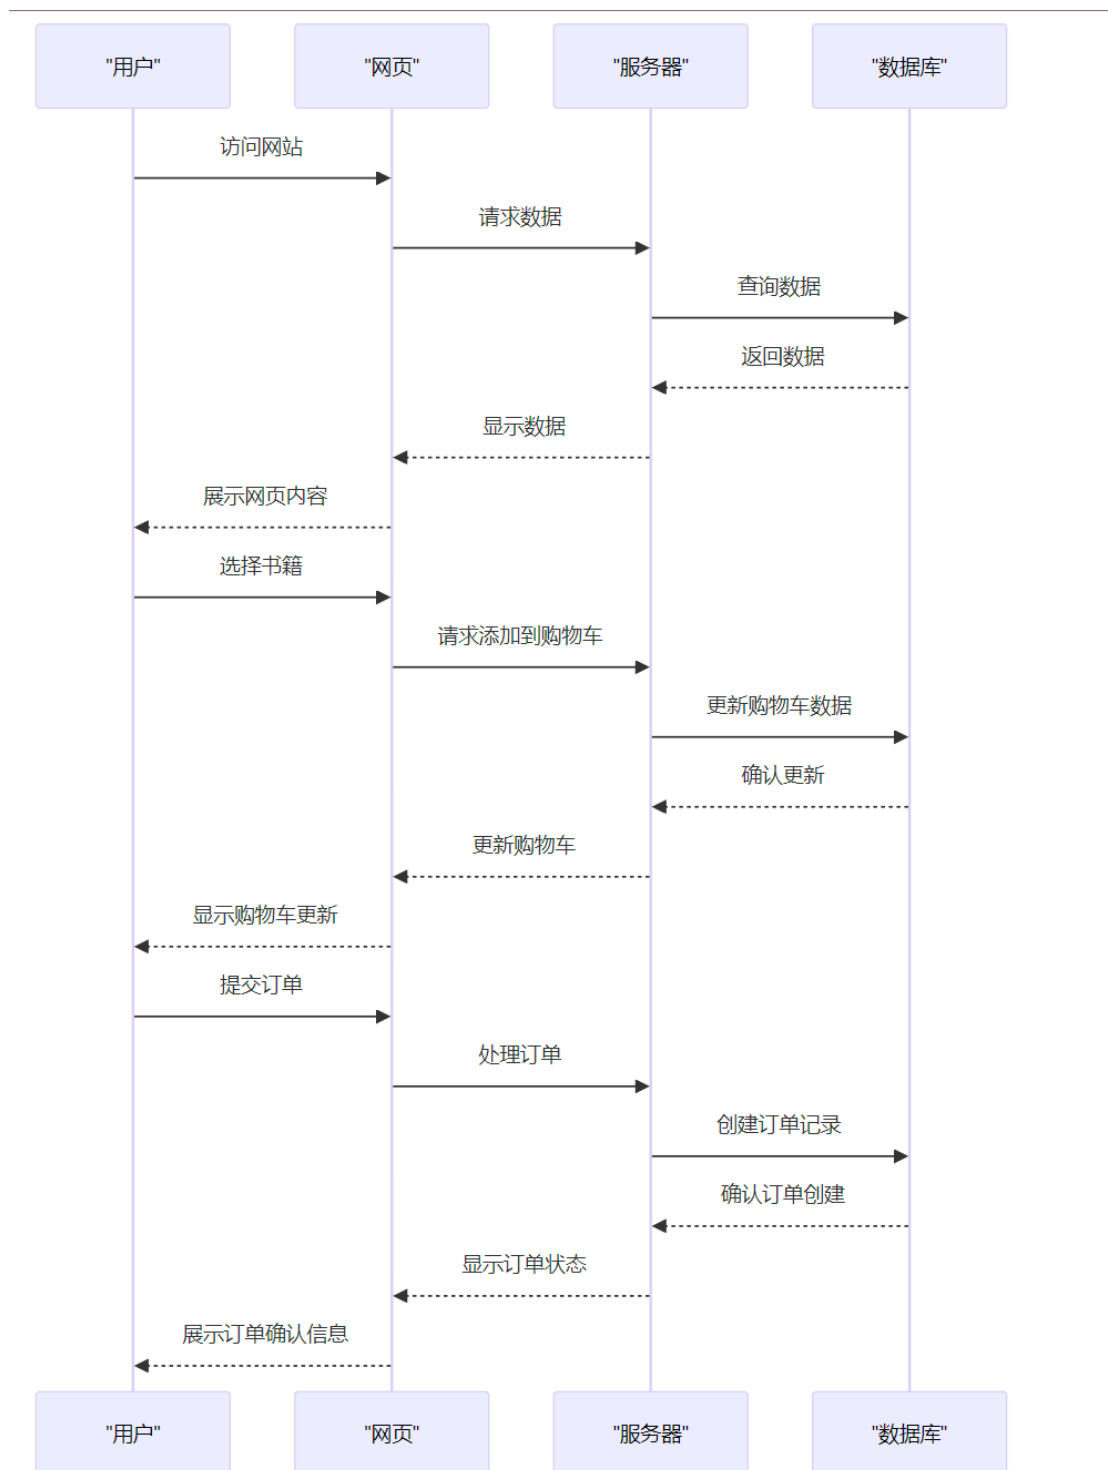 "用户"
"网页"
"服务器"
"数据库"
访问网站
请求数据
查询数据
返回数据
显示数据
展示网页内容
选择书籍
请求添加到购物车
更新购物车数据
确认更新
更新购物车
显示购物车更新
提交订单
处理订单
创建订单记录
确认订单创建
显示订单状态
展示订单确认信息
"用户"
"网页"
"服务器"
"数据库"